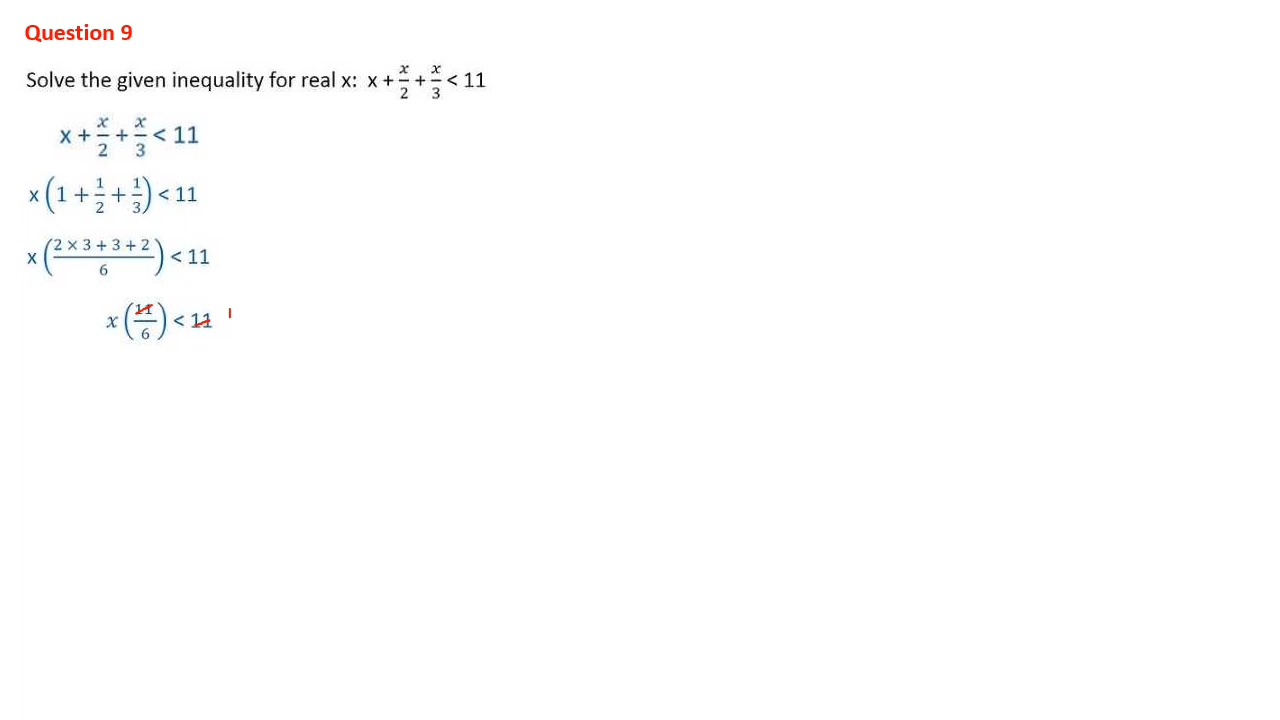 Question 9
Solve the given inequality for real x: x + x/2 + x/3 < 11
x + x/2 + x/3 < 11
x (1 + 1/2 + 1/3) < 11
x ((2 × 3 + 3 + 2)/6) < 11
x (11/6) < 11 1